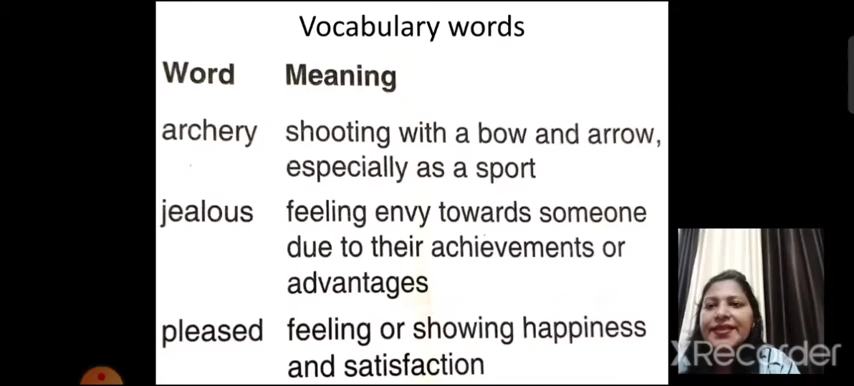 Vocabulary words
Word Meaning
archery shooting with a bow and arrow,
especially as a sport
jealous feeling envy towards someone
due to their achievements or
advantages
pleased feeling or showing happiness
and satisfaction
XRecorder